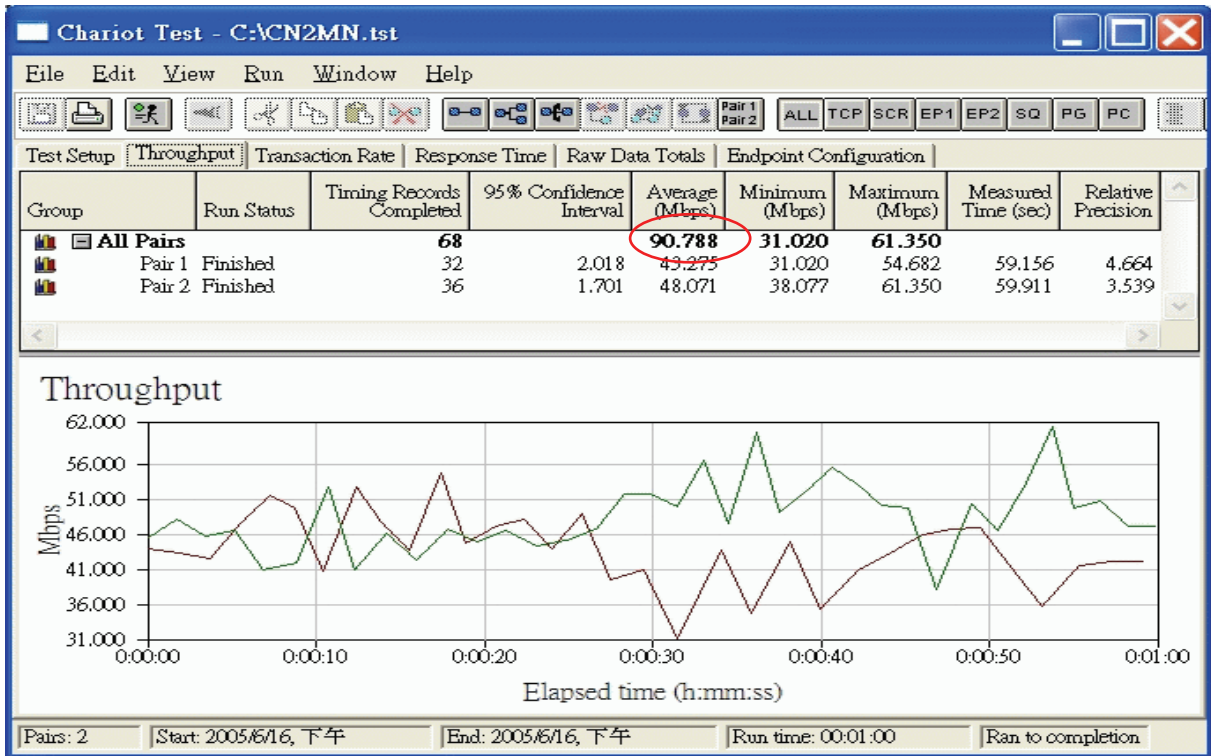 Chariot Test - C:\CN2MN.tst
File Edit View Run Window Help
Pair 1 Pair 2 ALL TCP SCR EP1 EP2 SQ PG PC
Test Setup Throughput Transaction Rate Response Time Raw Data Totals Endpoint Configuration
Group Run Status Timing Records Completed 95% Confidence Interval Average (Mbps) Minimum (Mbps) Maximum (Mbps) Measured Time (sec) Relative Precision
All Pairs 68 90.788 31.020 61.350
Pair 1 Finished 32 2.018 43.275 31.020 54.682 59.156 4.664
Pair 2 Finished 36 1.701 48.071 38.077 61.350 59.911 3.539
Throughput
62.000
56.000
51.000
46.000
41.000
36.000
31.000
Mbps
0:00:00 0:00:10 0:00:20 0:00:30 0:00:40 0:00:50 0:01:00
Elapsed time (h:mm:ss)
Pairs: 2 Start: 2005/6/16, 下午 End: 2005/6/16, 下午 Run time: 00:01:00 Ran to completion